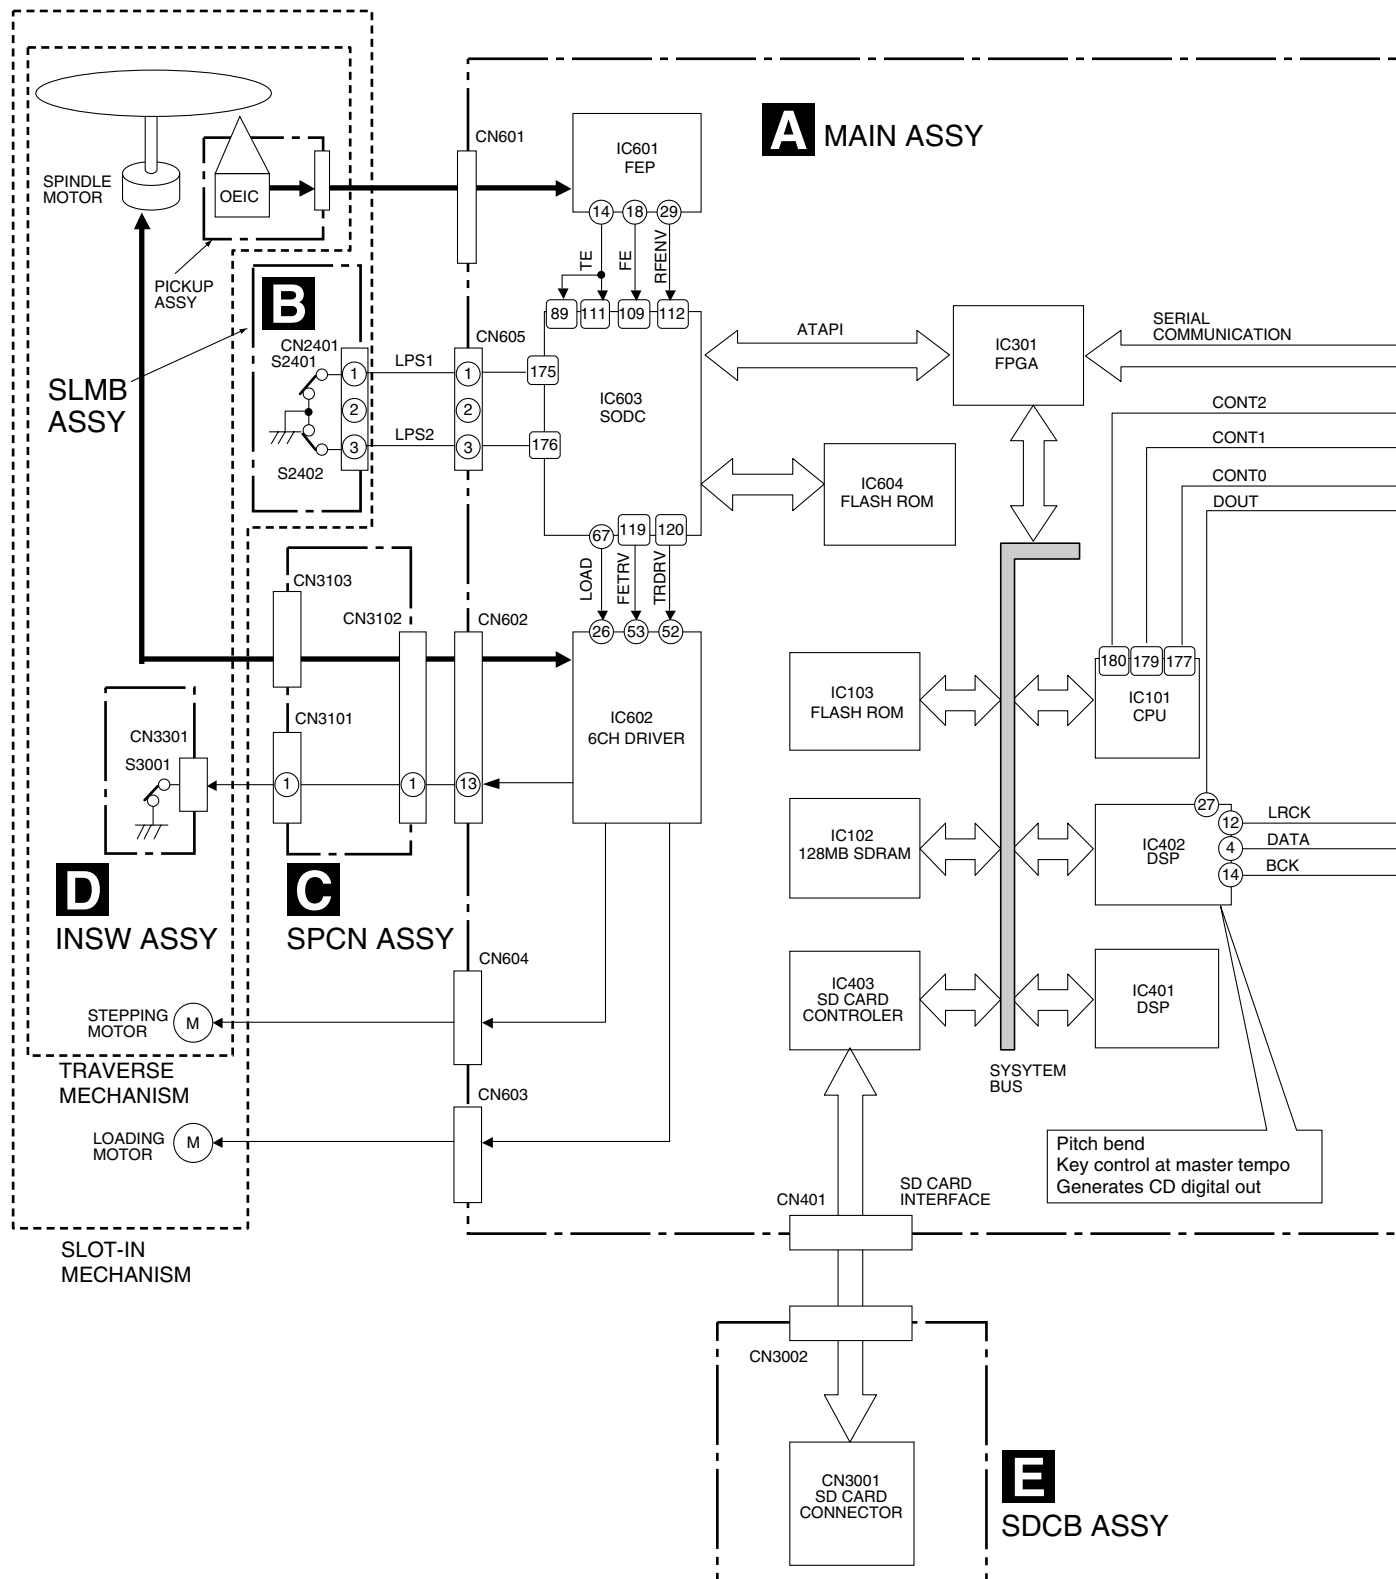 A MAIN ASSY
CN601
IC601
FEP
SPINDLE
MOTOR
OEIC
14
18
29
TE
FE
RFENV
PICKUP
ASSY
B
CN2401
S2401
1
2
3
S2402
SLMB
ASSY
LPS1
LPS2
CN605
1
2
3
89
111
109
112
175
176
IC603
SODC
67
119
120
ATAPI
IC301
FPGA
SERIAL
COMMUNICATION
CONT2
CONT1
CONT0
DOUT
IC604
FLASH ROM
LOAD
FETRV
TRDRV
CN3103
CN3102
CN602
26
53
52
IC602
6CH DRIVER
IC103
FLASH ROM
180
179
177
IC101
CPU
CN3101
CN3301
S3001
1
1
13
27
12
4
14
LRCK
DATA
BCK
IC102
128MB SDRAM
IC402
DSP
D
INSW ASSY
C
SPCN ASSY
CN604
IC403
SD CARD
CONTROLER
IC401
DSP
STEPPING
MOTOR
M
TRAVERSE
MECHANISM
SYSYTEM
BUS
CN603
LOADING
MOTOR
M
Pitch bend
Key control at master tempo
Generates CD digital out
CN401
SD CARD
INTERFACE
SLOT-IN
MECHANISM
CN3002
CN3001
SD CARD
CONNECTOR
E
SDCB ASSY